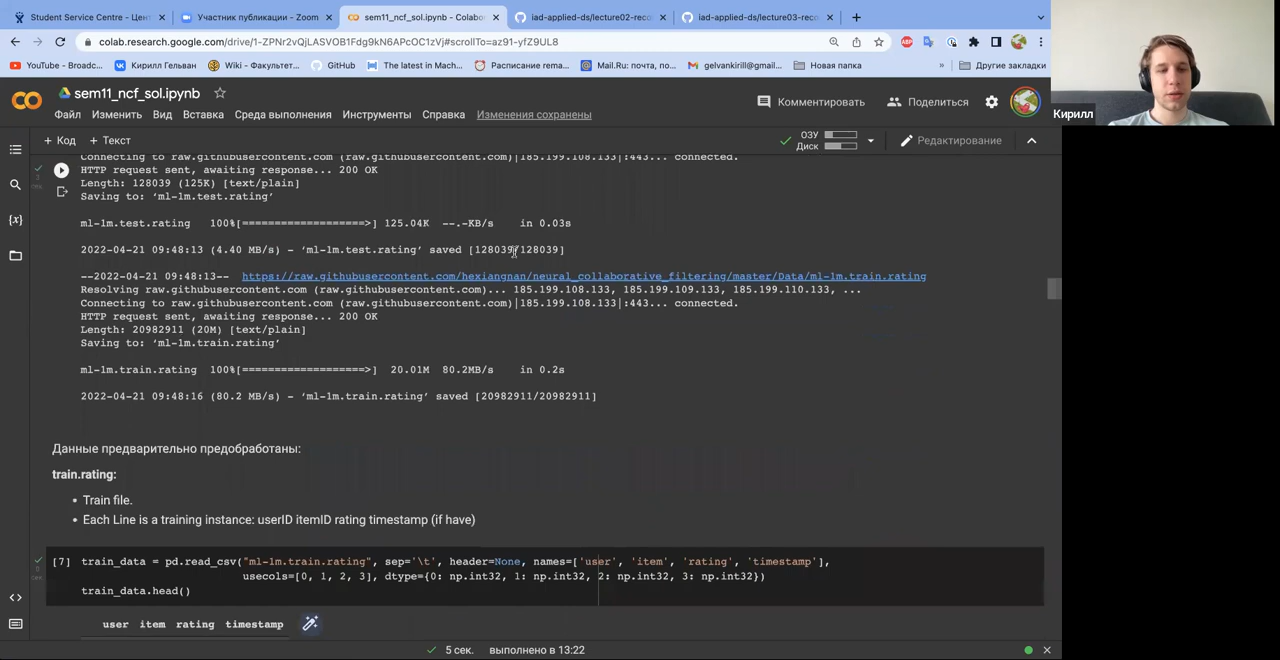 Student Service Centre - Цент
Участник публикации - Zoom
sem11_ncf_sol.ipynb - Colabo
iad-applied-ds/lecture02-reco
iad-applied-ds/lecture03-reco
colab.research.google.com/drive/1-ZPNr2vQjLASVOB1Fdg9kN6APcOC1zVj#scrollTo=az91-yfZ9UL8
YouTube - Broadc...
Кирилл Гельван
Wiki - Факультет...
GitHub
The latest in Mach...
Расписание rema...
Mail.Ru: почта, по...
gelvankirill@gmail...
Новая папка
»
Другие закладки
sem11_ncf_sol.ipynb
Комментировать
Поделиться
Кирилл
Файл Изменить Вид Вставка Среда выполнения Инструменты Справка Изменения сохранены
+ Код + Текст
ОЗУ
Диск
Редактирование
Connecting to raw.githubusercontent.com (raw.githubusercontent.com)|185.199.108.133|:443... connected.
HTTP request sent, awaiting response... 200 OK
Length: 128039 (125K) [text/plain]
Saving to: ‘ml-1m.test.rating’
ml-1m.test.rating 100%[===================>] 125.04K --.-KB/s in 0.03s
2022-04-21 09:48:13 (4.40 MB/s) - ‘ml-1m.test.rating’ saved [128039/128039]
--2022-04-21 09:48:13-- https://raw.githubusercontent.com/hexiangnan/neural_collaborative_filtering/master/Data/ml-1m.train.rating
Resolving raw.githubusercontent.com (raw.githubusercontent.com)... 185.199.108.133, 185.199.109.133, 185.199.110.133, ...
Connecting to raw.githubusercontent.com (raw.githubusercontent.com)|185.199.108.133|:443... connected.
HTTP request sent, awaiting response... 200 OK
Length: 20982911 (20M) [text/plain]
Saving to: ‘ml-1m.train.rating’
ml-1m.train.rating 100%[===================>] 20.01M 80.2MB/s in 0.2s
2022-04-21 09:48:16 (80.2 MB/s) - ‘ml-1m.train.rating’ saved [20982911/20982911]
Данные предварительно предобработаны:
train.rating:
• Train file.
• Each Line is a training instance: userID itemID rating timestamp (if have)
[7] train_data = pd.read_csv("ml-1m.train.rating", sep='\t', header=None, names=['user', 'item', 'rating', 'timestamp'],
usecols=[0, 1, 2, 3], dtype={0: np.int32, 1: np.int32, 2: np.int32, 3: np.int32})
train_data.head()
user item rating timestamp
5 сек. выполнено в 13:22